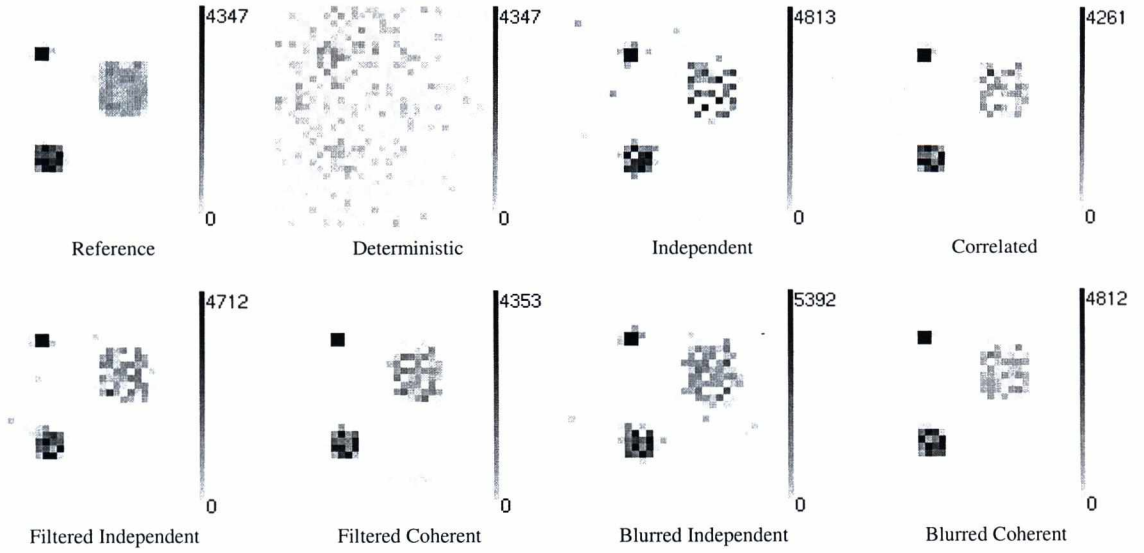 4347
4347
4813
4261
0
0
0
0
Reference
Deterministic
Independent
Correlated
4712
4353
5392
4812
0
0
0
0
Filtered Independent
Filtered Coherent
Blurred Independent
Blurred Coherent